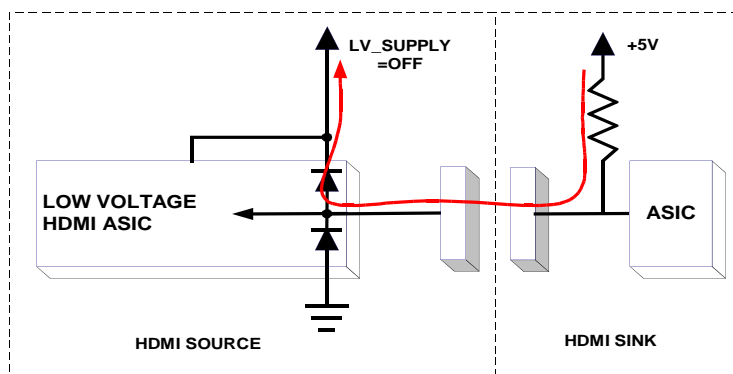 LV_SUPPLY
=OFF
+5V
LOW VOLTAGE
HDMI ASIC
ASIC
HDMI SOURCE
HDMI SINK